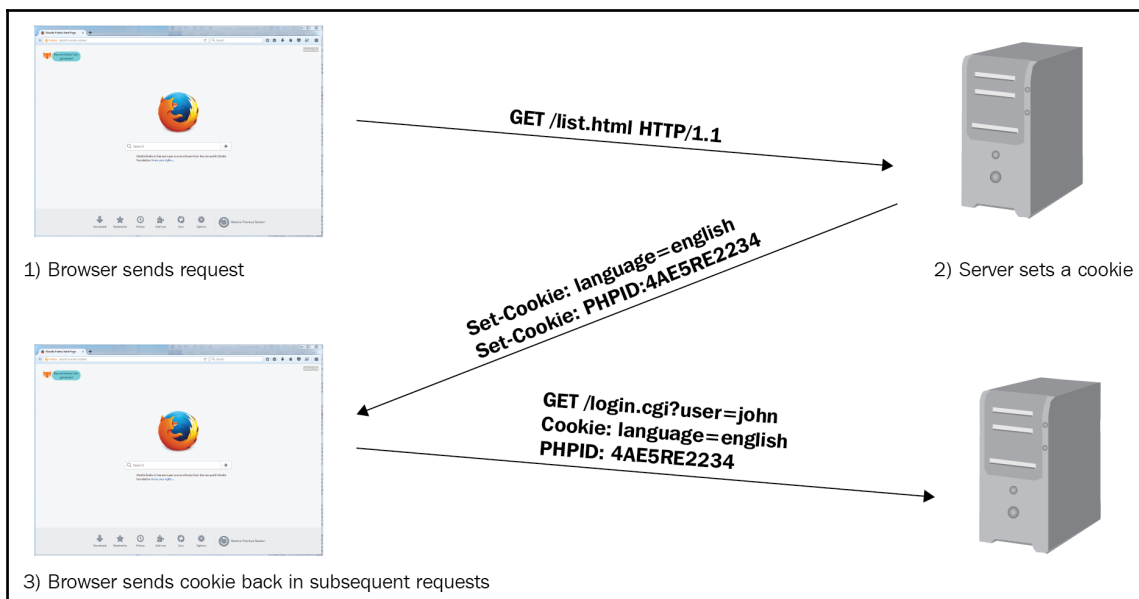 GET /list.html HTTP/1.1
1) Browser sends request
2) Server sets a cookie
Set-Cookie: language=english
Set-Cookie: PHPID:4AE5RE2234
GET /login.cgi?user=john
Cookie: language=english
PHPID: 4AE5RE2234
3) Browser sends cookie back in subsequent requests